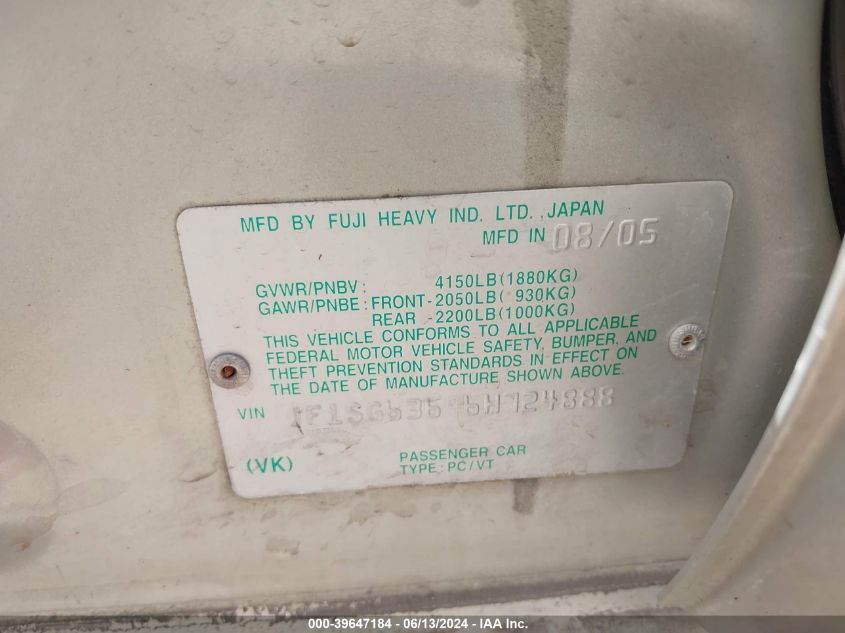 MFD BY FUJI HEAVY IND. LTD. JAPAN
MFD IN 08/05
GVWR/PNBV: 4150LB(1880KG)
GAWR/PNBE: FRONT-2050LB( 930KG)
REAR -2200LB(1000KG)
THIS VEHICLE CONFORMS TO ALL APPLICABLE
FEDERAL MOTOR VEHICLE SAFETY, BUMPER, AND
THEFT PREVENTION STANDARDS IN EFFECT ON
THE DATE OF MANUFACTURE SHOWN ABOVE.
VIN
(VK) PASSENGER CAR
TYPE: PC/VT
000-39647184 - 06/13/2024 - IAA Inc.